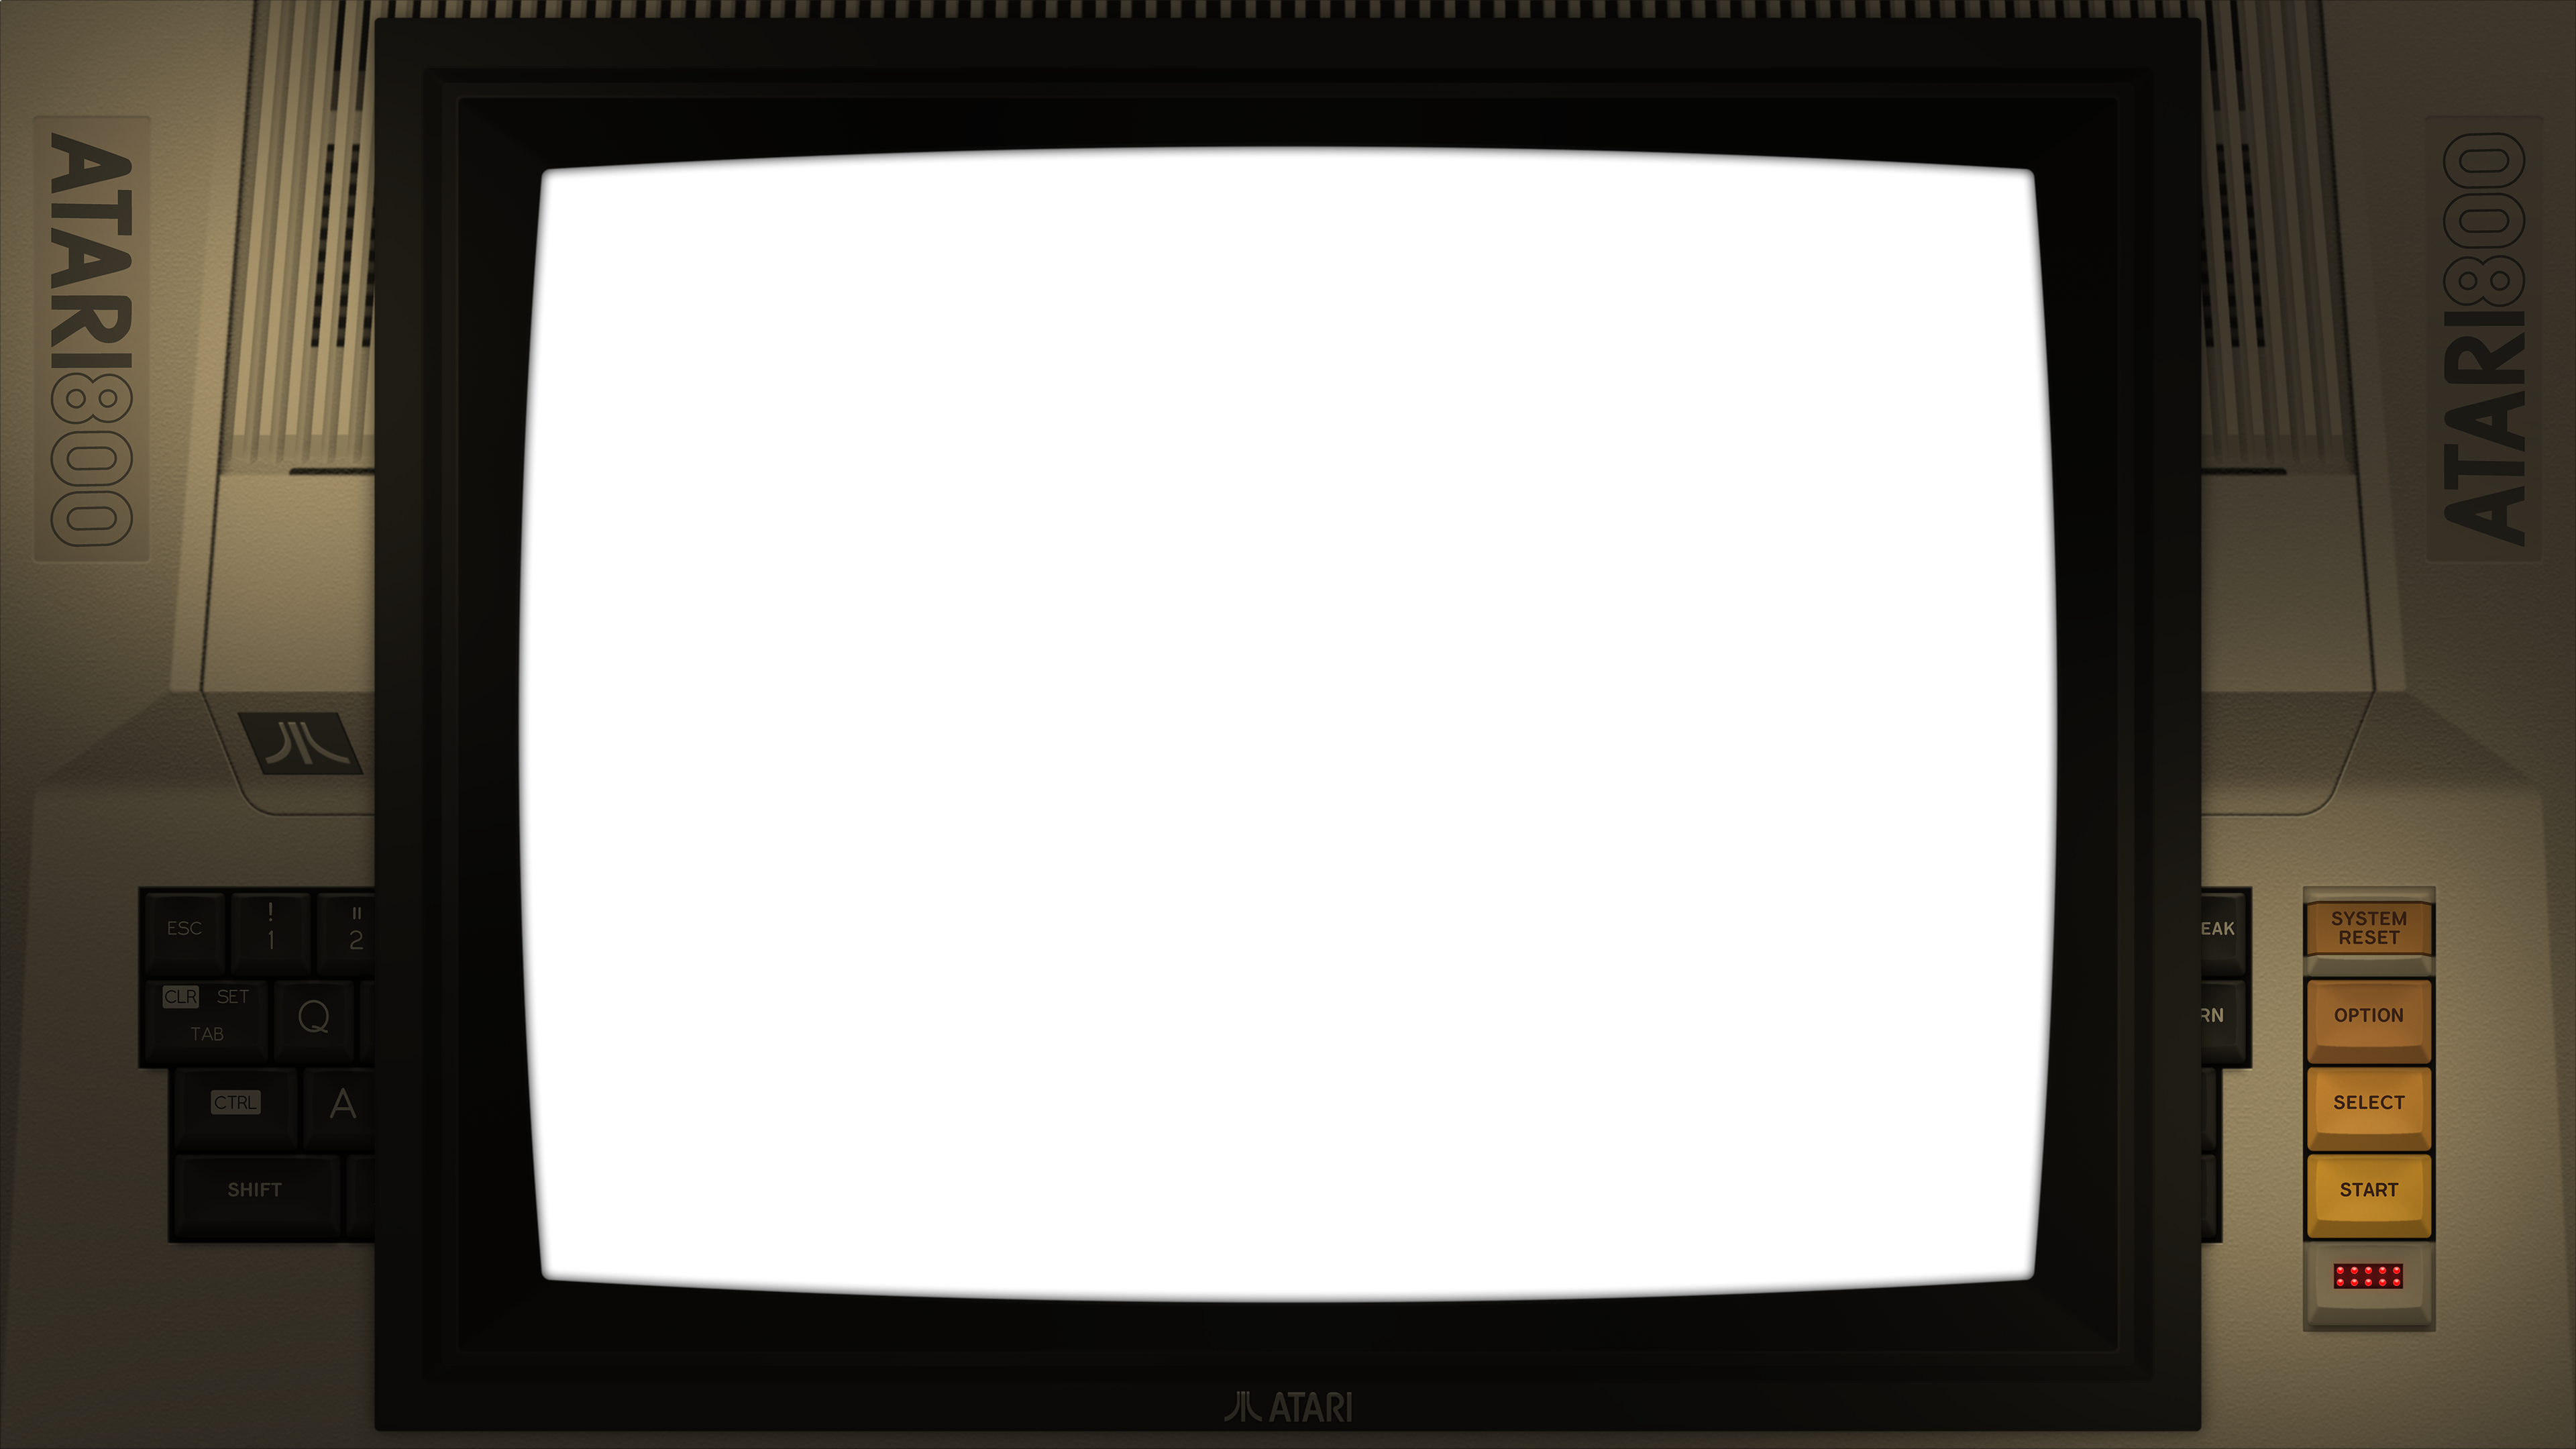 ATARI800
ATARI800
ESC
!
1
"
2
EAK
SYSTEM
RESET
CLR SET
TAB
Q
RN
OPTION
CTRL
A
SELECT
SHIFT
START
ATARI